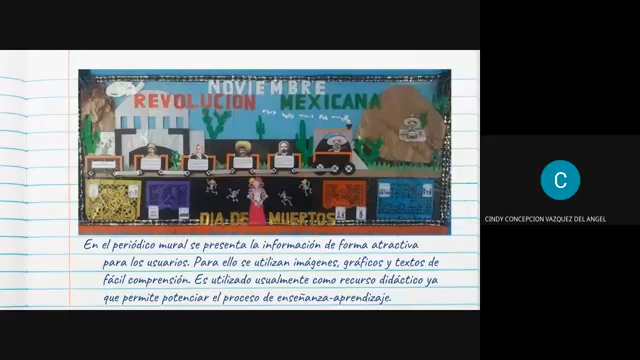 NOVIEMBRE
REVOLUCION MEXICANA
DIA DE MUERTOS
En el periódico mural se presenta la información de forma atractiva
para los usuarios. Para ello se utilizan imágenes, gráficos y textos de
fácil comprensión. Es utilizado usualmente como recurso didáctico ya
que permite potenciar el proceso de enseñanza-aprendizaje.
C
CINDY CONCEPCION VAZQUEZ DEL ANGEL